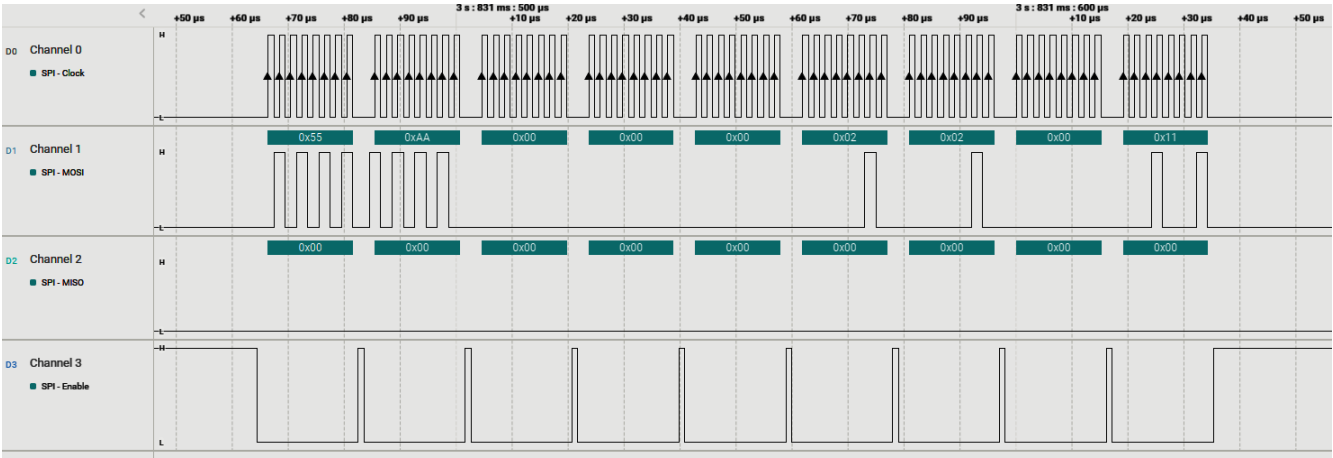 3 s : 831 ms : 500 µs 3 s : 831 ms : 600 µs
+50 µs +60 µs +70 µs +80 µs +90 µs +10 µs +20 µs +30 µs +40 µs +50 µs +60 µs +70 µs +80 µs +90 µs +10 µs +20 µs +30 µs +40 µs +50 µs
D0 Channel 0 H
SPI - Clock
L
0x55 0xAA 0x00 0x00 0x00 0x02 0x02 0x00 0x11
D1 Channel 1 H
SPI - MOSI
L
0x00 0x00 0x00 0x00 0x00 0x00 0x00 0x00 0x00
D2 Channel 2 H
SPI - MISO
L
H
D3 Channel 3
SPI - Enable
L